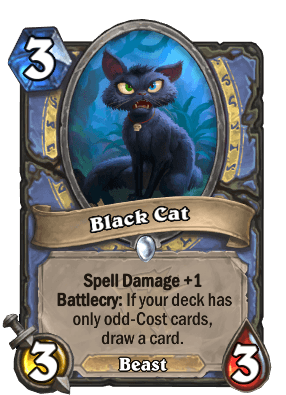 3
Black Cat
Spell Damage +1
Battlecry: If your deck has
only odd-Cost cards,
draw a card.
3
Beast
3